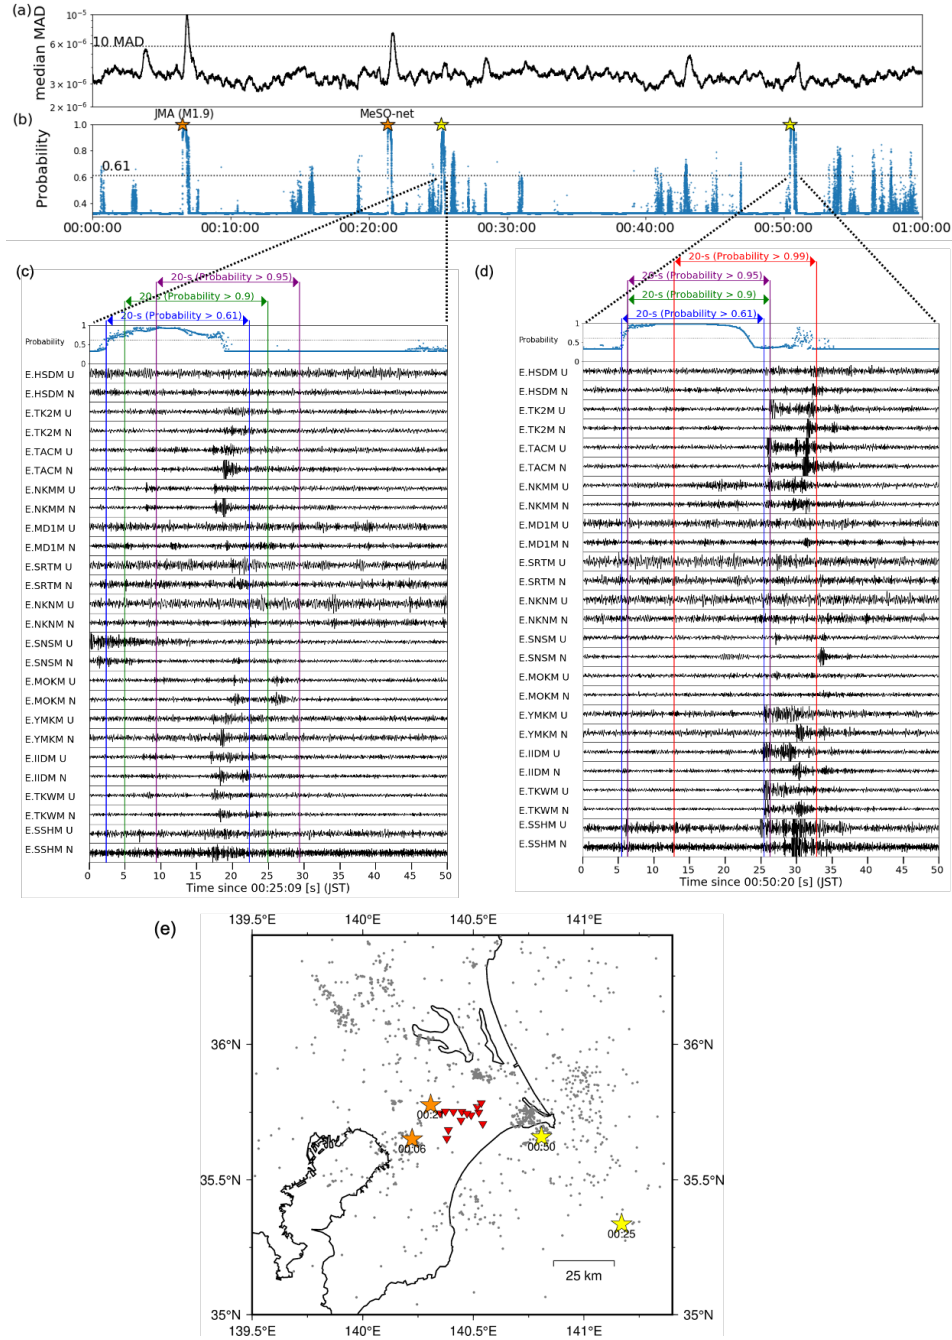 (a)
10⁻⁵
6 × 10⁻⁶
3 × 10⁻⁶
2 × 10⁻⁶
median MAD
10 MAD
JMA (M1.9)
MeSO-net
(b)
Probability
1.0
0.8
0.6
0.4
0.61
00:00:00
00:10:00
00:20:00
00:30:00
00:40:00
00:50:00
01:00:00
(c)
20-s (Probability > 0.95)
20-s (Probability > 0.9)
20-s (Probability > 0.61)
Probability
1
0.5
0
E.HSDM U
E.HSDM N
E.TK2M U
E.TK2M N
E.TACM U
E.TACM N
E.NKMM U
E.NKMM N
E.MD1M U
E.MD1M N
E.SRTM U
E.SRTM N
E.NKNM U
E.NKNM N
E.SNSM U
E.SNSM N
E.MOKM U
E.MOKM N
E.YMKM U
E.YMKM N
E.IIDM U
E.IIDM N
E.TKWM U
E.TKWM N
E.SSHM U
E.SSHM N
0 5 10 15 20 25 30 35 40 45 50
Time since 00:25:09 [s] (JST)
(d)
20-s (Probability > 0.99)
20-s (Probability > 0.95)
20-s (Probability > 0.9)
20-s (Probability > 0.61)
Probability
1
0.5
0
E.HSDM U
E.HSDM N
E.TK2M U
E.TK2M N
E.TACM U
E.TACM N
E.NKMM U
E.NKMM N
E.MD1M U
E.MD1M N
E.SRTM U
E.SRTM N
E.NKNM U
E.NKNM N
E.SNSM U
E.SNSM N
E.MOKM U
E.MOKM N
E.YMKM U
E.YMKM N
E.IIDM U
E.IIDM N
E.TKWM U
E.TKWM N
E.SSHM U
E.SSHM N
0 5 10 15 20 25 30 35 40 45 50
Time since 00:50:20 [s] (JST)
(e)
139.5°E 140°E 140.5°E 141°E
36°N 36°N
35.5°N 35.5°N
35°N 35°N
00:06
00:50
00:25
25 km
139.5°E 140°E 140.5°E 141°E